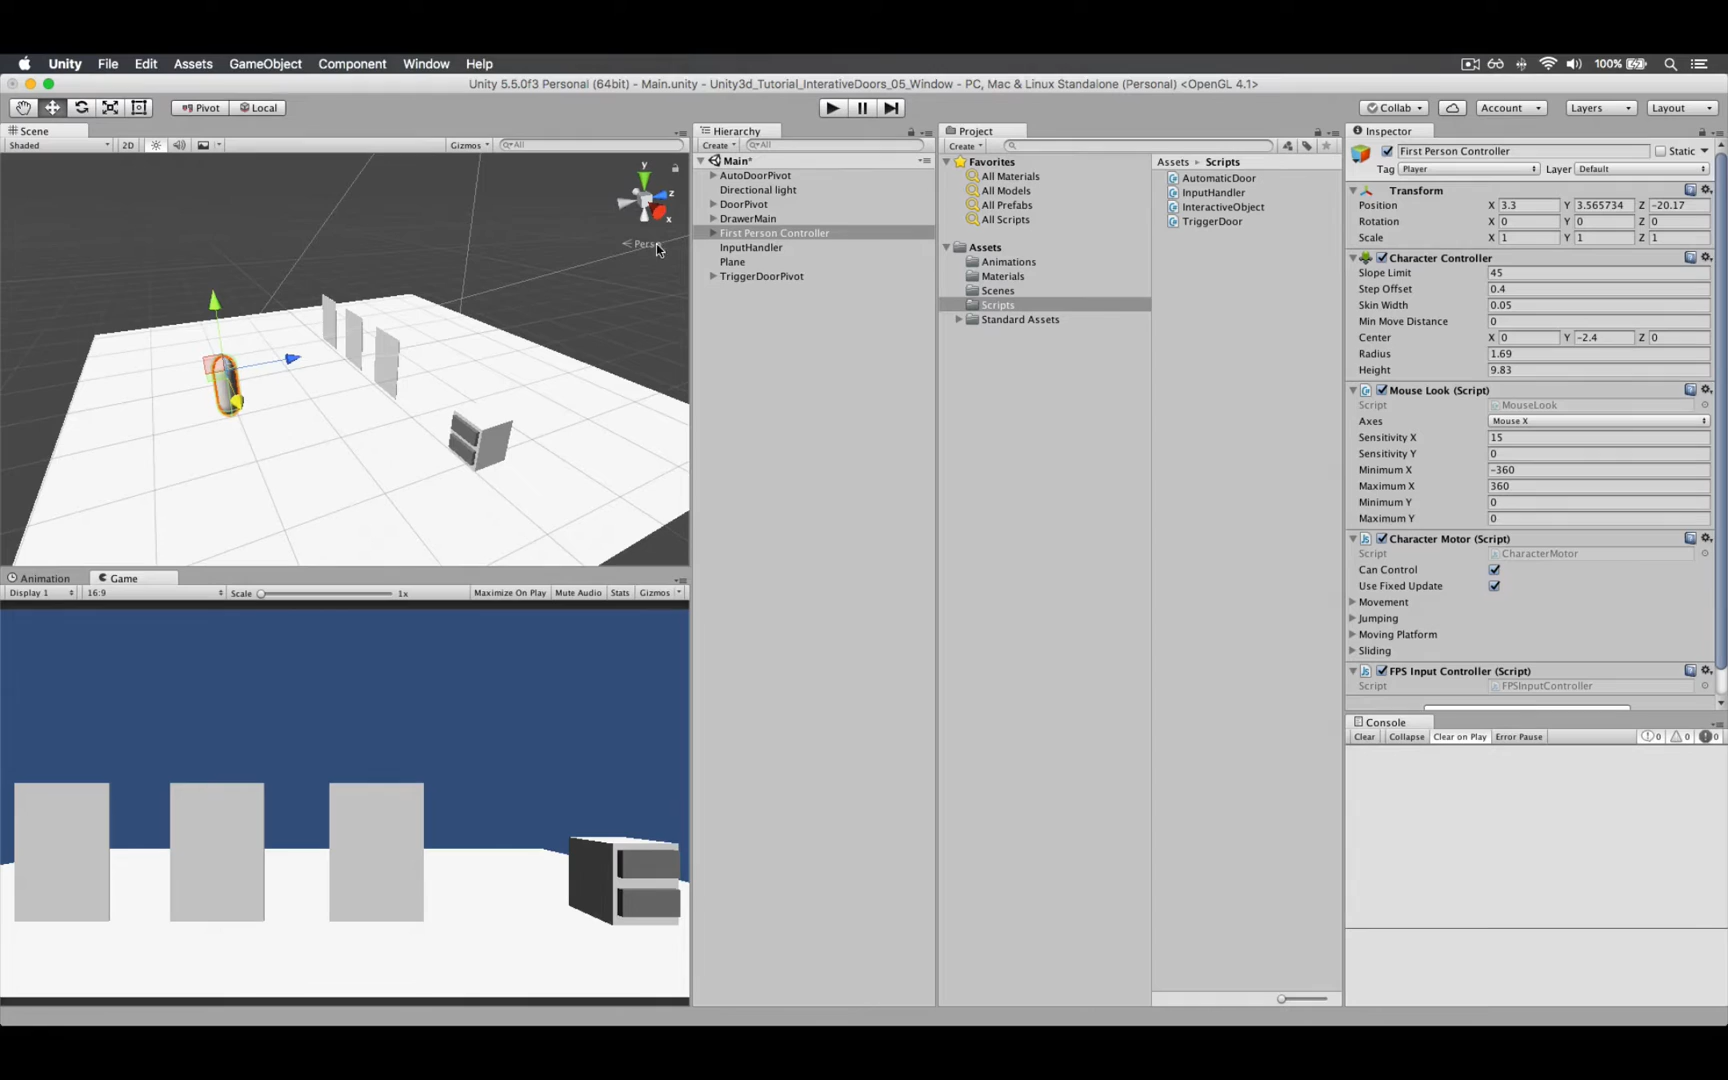 Unity File Edit Assets GameObject Component Window Help 100%
Unity 5.5.0f3 Personal (64bit) - Main.unity - Unity3d_Tutorial_InterativeDoors_05_Window - PC, Mac & Linux Standalone (Personal) <OpenGL 4.1>
Pivot Local Collab Account Layers Layout
Scene
Shaded 2D Gizmos All
y
z
x
Persp
Animation Game
Display 1 16:9 Scale 1x Maximize On Play Mute Audio Stats Gizmos
Hierarchy
Create All
Main*
AutoDoorPivot
Directional light
DoorPivot
DrawerMain
First Person Controller
InputHandler
Plane
TriggerDoorPivot
Project
Create
Favorites
All Materials
All Models
All Prefabs
All Scripts
Assets
Animations
Materials
Scenes
Scripts
Standard Assets
Assets Scripts
AutomaticDoor
InputHandler
InteractiveObject
TriggerDoor
Inspector
First Person Controller Static
Tag Player Layer Default
Transform
Position X 3.3 Y 3.565734 Z -20.17
Rotation X 0 Y 0 Z 0
Scale X 1 Y 1 Z 1
Character Controller
Slope Limit 45
Step Offset 0.4
Skin Width 0.05
Min Move Distance 0
Center X 0 Y -2.4 Z 0
Radius 1.69
Height 9.83
Mouse Look (Script)
Script MouseLook
Axes Mouse X
Sensitivity X 15
Sensitivity Y 0
Minimum X -360
Maximum X 360
Minimum Y 0
Maximum Y 0
Character Motor (Script)
Script CharacterMotor
Can Control
Use Fixed Update
Movement
Jumping
Moving Platform
Sliding
FPS Input Controller (Script)
Script FPSInputController
Console
Clear Collapse Clear on Play Error Pause 0 0 0